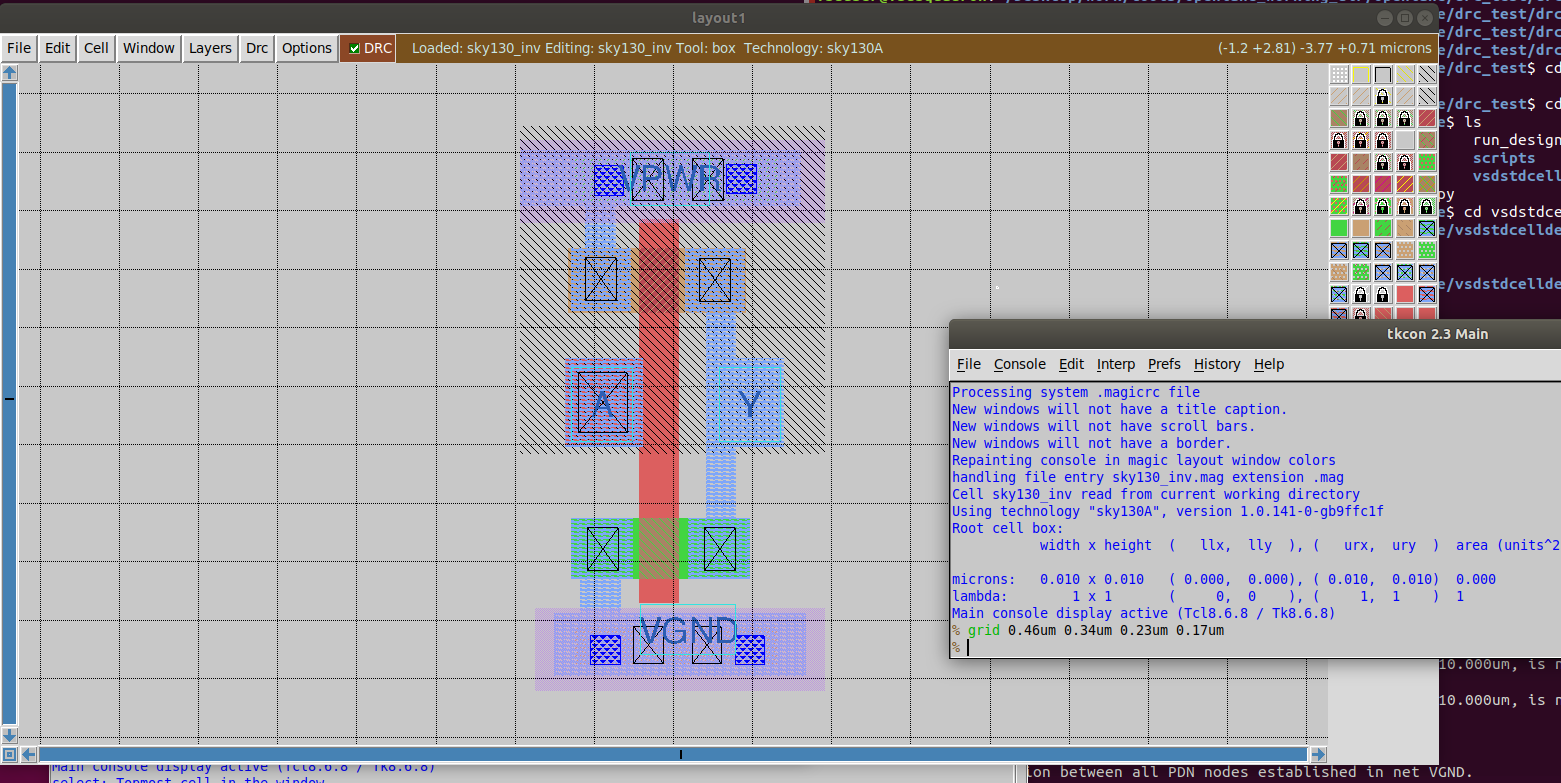 layout1
File Edit Cell Window Layers Drc Options DRC Loaded: sky130_inv Editing: sky130_inv Tool: box Technology: sky130A (-1.2 +2.81) -3.77 +0.71 microns
e/drc_test/drc
e/drc_test/drc
e/drc_test/drc
e/drc_test$ cd
e/drc_test$ cd
e$ ls
run_design
scripts
vsdstdcell
py
e$ cd vsdstdce
e/vsdstdcellde
e/vsdstdcellde
VPWR
A
Y
VGND
tkcon 2.3 Main
File Console Edit Interp Prefs History Help
Processing system .magicrc file
New windows will not have a title caption.
New windows will not have scroll bars.
New windows will not have a border.
Repainting console in magic layout window colors
handling file entry sky130_inv.mag extension .mag
Cell sky130_inv read from current working directory
Using technology "sky130A", version 1.0.141-0-gb9ffc1f
Root cell box:
width x height ( llx, lly ), ( urx, ury ) area (units^2
microns: 0.010 x 0.010 ( 0.000, 0.000), ( 0.010, 0.010) 0.000
lambda: 1 x 1 ( 0, 0 ), ( 1, 1 ) 1
Main console display active (Tcl8.6.8 / Tk8.6.8)
% grid 0.46um 0.34um 0.23um 0.17um
%
10.000um, is n
10.000um, is n
Main console display active (Tcl8.6.8 / Tk8.6.8)
select: Topmost cell in the window
ion between all PDN nodes established in net VGND.